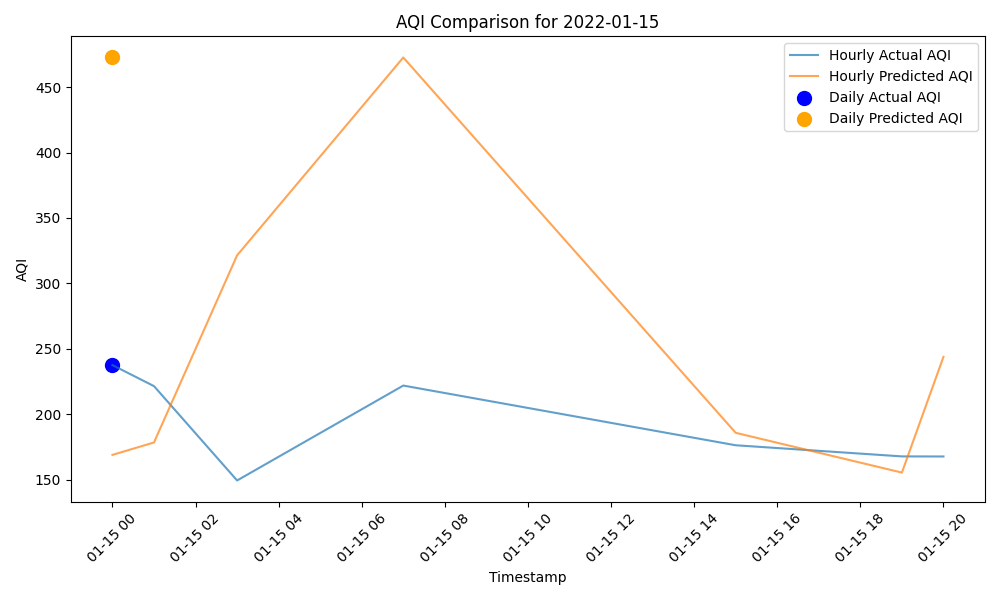 AQI Comparison for 2022-01-15
Hourly Actual AQI
Hourly Predicted AQI
Daily Actual AQI
Daily Predicted AQI
AQI
450
400
350
300
250
200
150
01-15 00
01-15 02
01-15 04
01-15 06
01-15 08
01-15 10
01-15 12
01-15 14
01-15 16
01-15 18
01-15 20
Timestamp